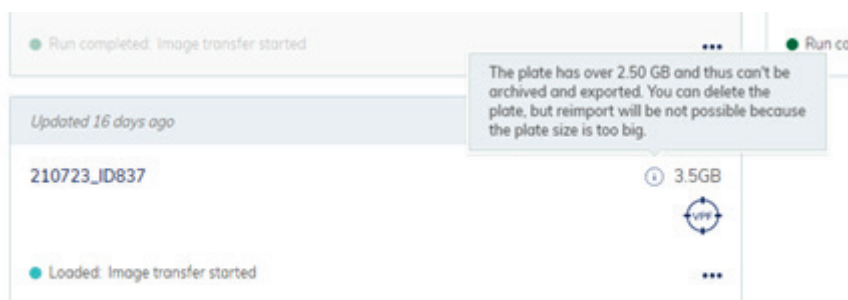 Run completed: Image transfer started
Run co
The plate has over 2.50 GB and thus can't be
archived and exported. You can delete the
plate, but reimport will be not possible because
the plate size is too big.
Updated 16 days ago
210723_ID837
3.5GB
VPF
Loaded: Image transfer started